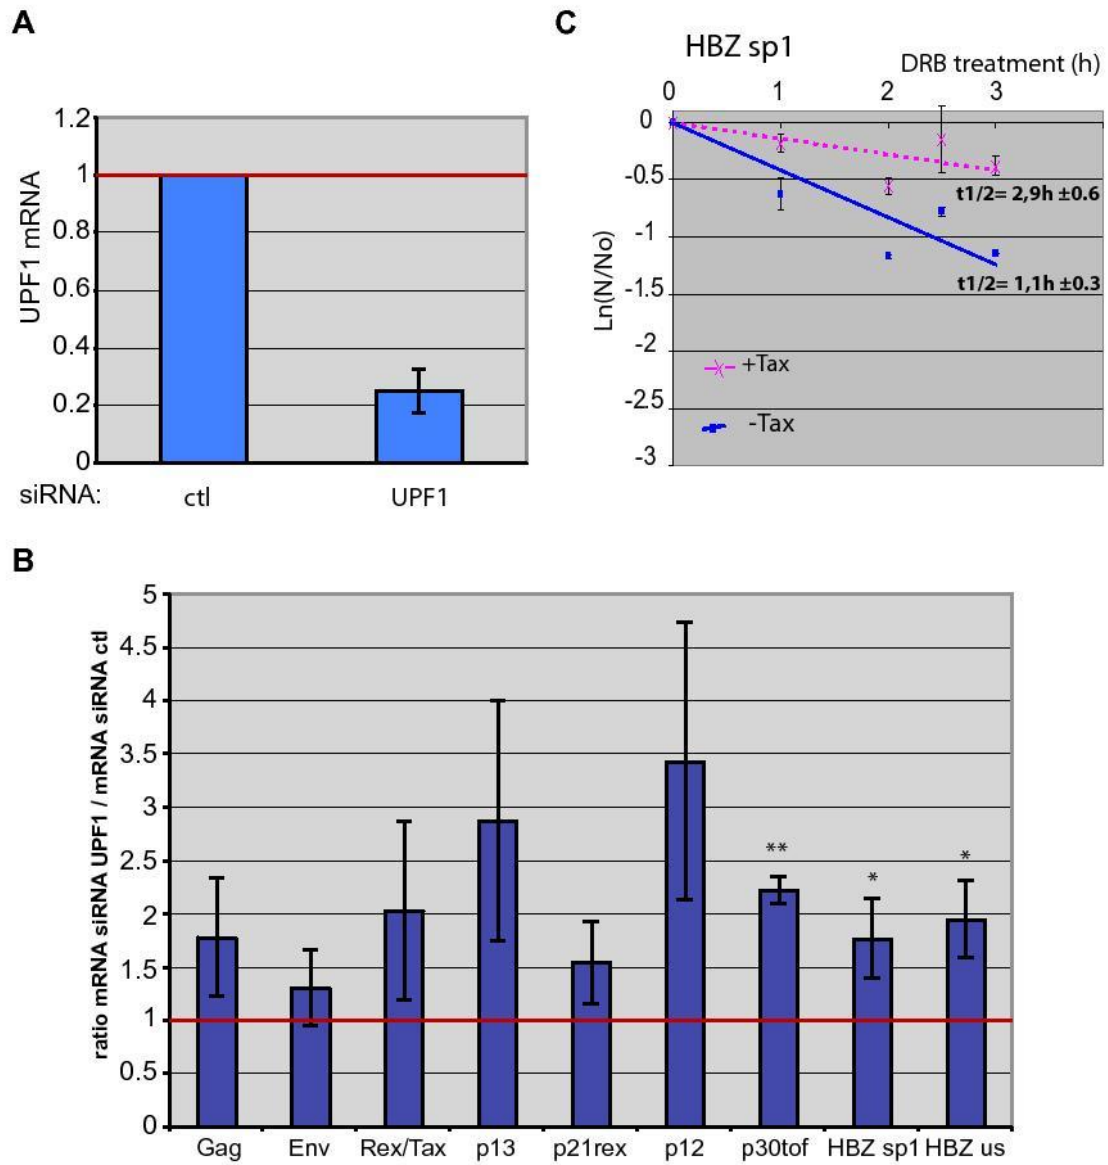 A
1.2
1
0.8
0.6
0.4
0.2
0
UPF1 mRNA
siRNA:
ctl
UPF1
C
HBZ sp1
DRB treatment (h)
0
1
2
3
0
-0.5
-1
-1.5
-2
-25
-3
Ln(N/No)
t1/2= 2,9h ±0.6
t1/2= 1,1h ±0.3
+Tax
-Tax
B
5
4.5
4
3.5
3
2.5
2
1.5
1
0.5
0
ratio mRNA siRNA UPF1 / mRNA siRNA ctl
**
*
*
Gag
Env
Rex/Tax
p13
p21rex
p12
p30tof
HBZ sp1
HBZ us